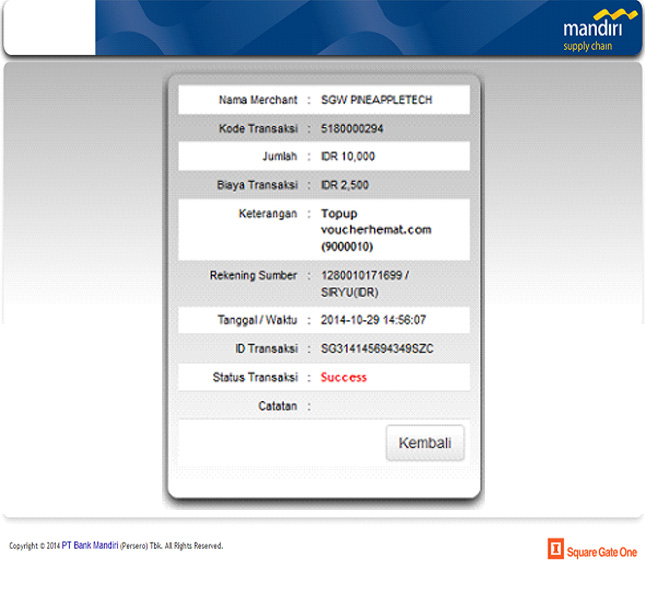 mandiri
supply chain
Nama Merchant : SGW PINEAPPLETECH
Kode Transaksi : 5180000294
Jumlah : IDR 10,000
Biaya Transaksi : IDR 2,500
Keterangan : Topup
voucherhemat.com
(9000010)
Rekening Sumber : 1280010171699 /
SIRYU(IDR)
Tanggal / Waktu : 2014-10-29 14:56:07
ID Transaksi : SG314145694349SZC
Status Transaksi : Success
Catatan :
Kembali
Copyright © 2014 PT Bank Mandiri (Persero) Tbk. All Rights Reserved.
Square Gate One